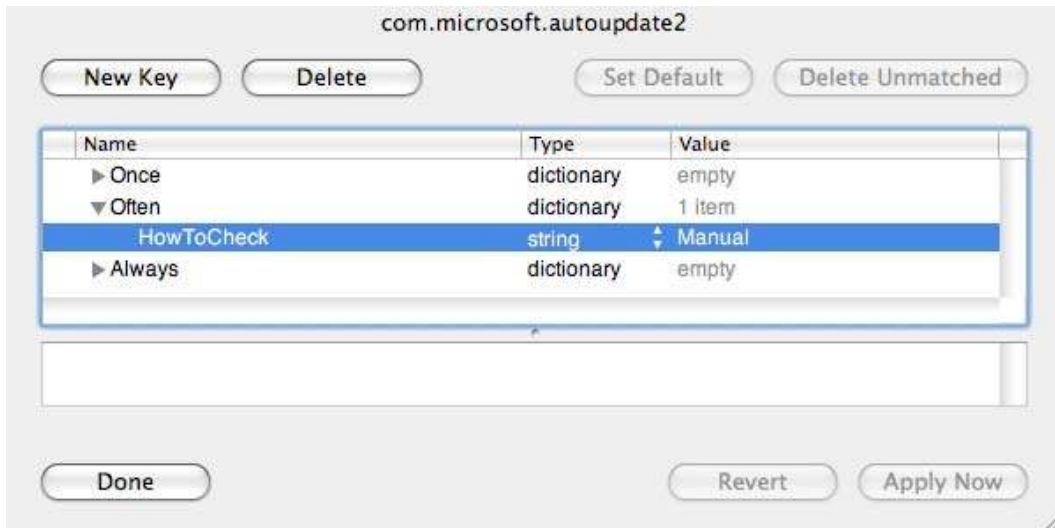 com.microsoft.autoupdate2
New Key Delete Set Default Delete Unmatched
Name Type Value
Once dictionary empty
Often dictionary 1 item
HowToCheck string Manual
Always dictionary empty
Done Revert Apply Now